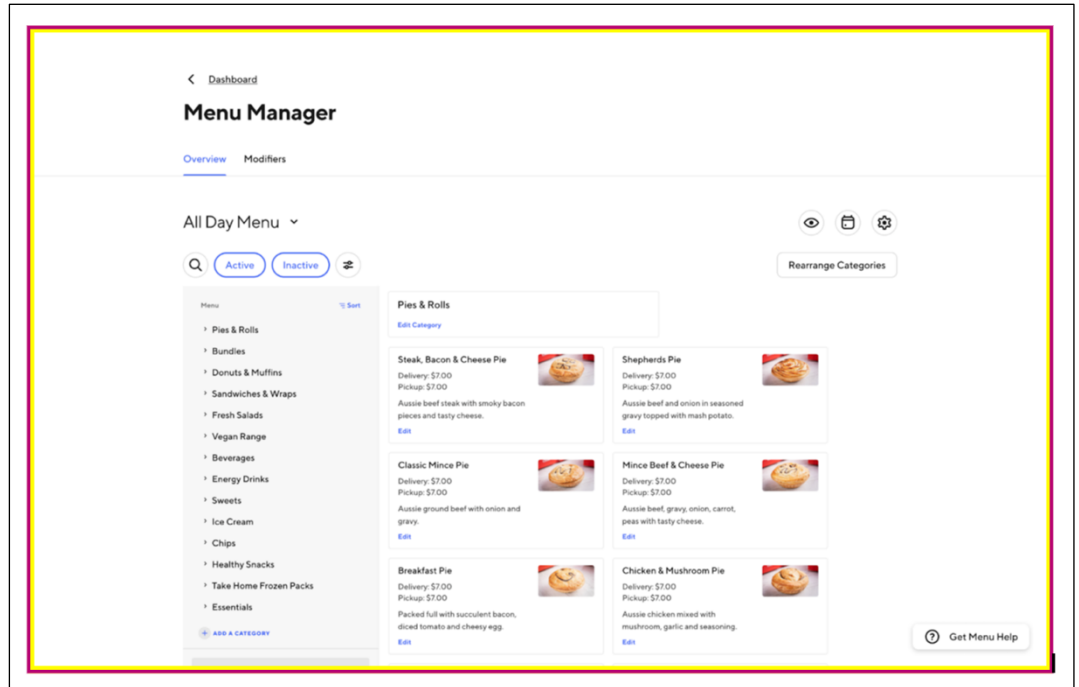 Dashboard
Menu Manager
Overview Modifiers
All Day Menu
Active Inactive
Rearrange Categories
Menu Sort
Pies & Rolls
Bundles
Donuts & Muffins
Sandwiches & Wraps
Fresh Salads
Vegan Range
Beverages
Energy Drinks
Sweets
Ice Cream
Chips
Healthy Snacks
Take Home Frozen Packs
Essentials
ADD A CATEGORY
Pies & Rolls
Edit Category
Steak, Bacon & Cheese Pie
Delivery: $7.00
Pickup: $7.00
Aussie beef steak with smoky bacon
pieces and tasty cheese.
Edit
Shepherds Pie
Delivery: $7.00
Pickup: $7.00
Aussie beef and onion in seasoned
gravy topped with mash potato.
Edit
Classic Mince Pie
Delivery: $7.00
Pickup: $7.00
Aussie ground beef with onion and
gravy.
Edit
Mince Beef & Cheese Pie
Delivery: $7.00
Pickup: $7.00
Aussie beef, gravy, onion, carrot,
peas with tasty cheese.
Edit
Breakfast Pie
Delivery: $7.00
Pickup: $7.00
Packed full with succulent bacon,
diced tomato and cheesy egg.
Edit
Chicken & Mushroom Pie
Delivery: $7.00
Pickup: $7.00
Aussie chicken mixed with
mushroom, garlic and seasoning.
Edit
Get Menu Help